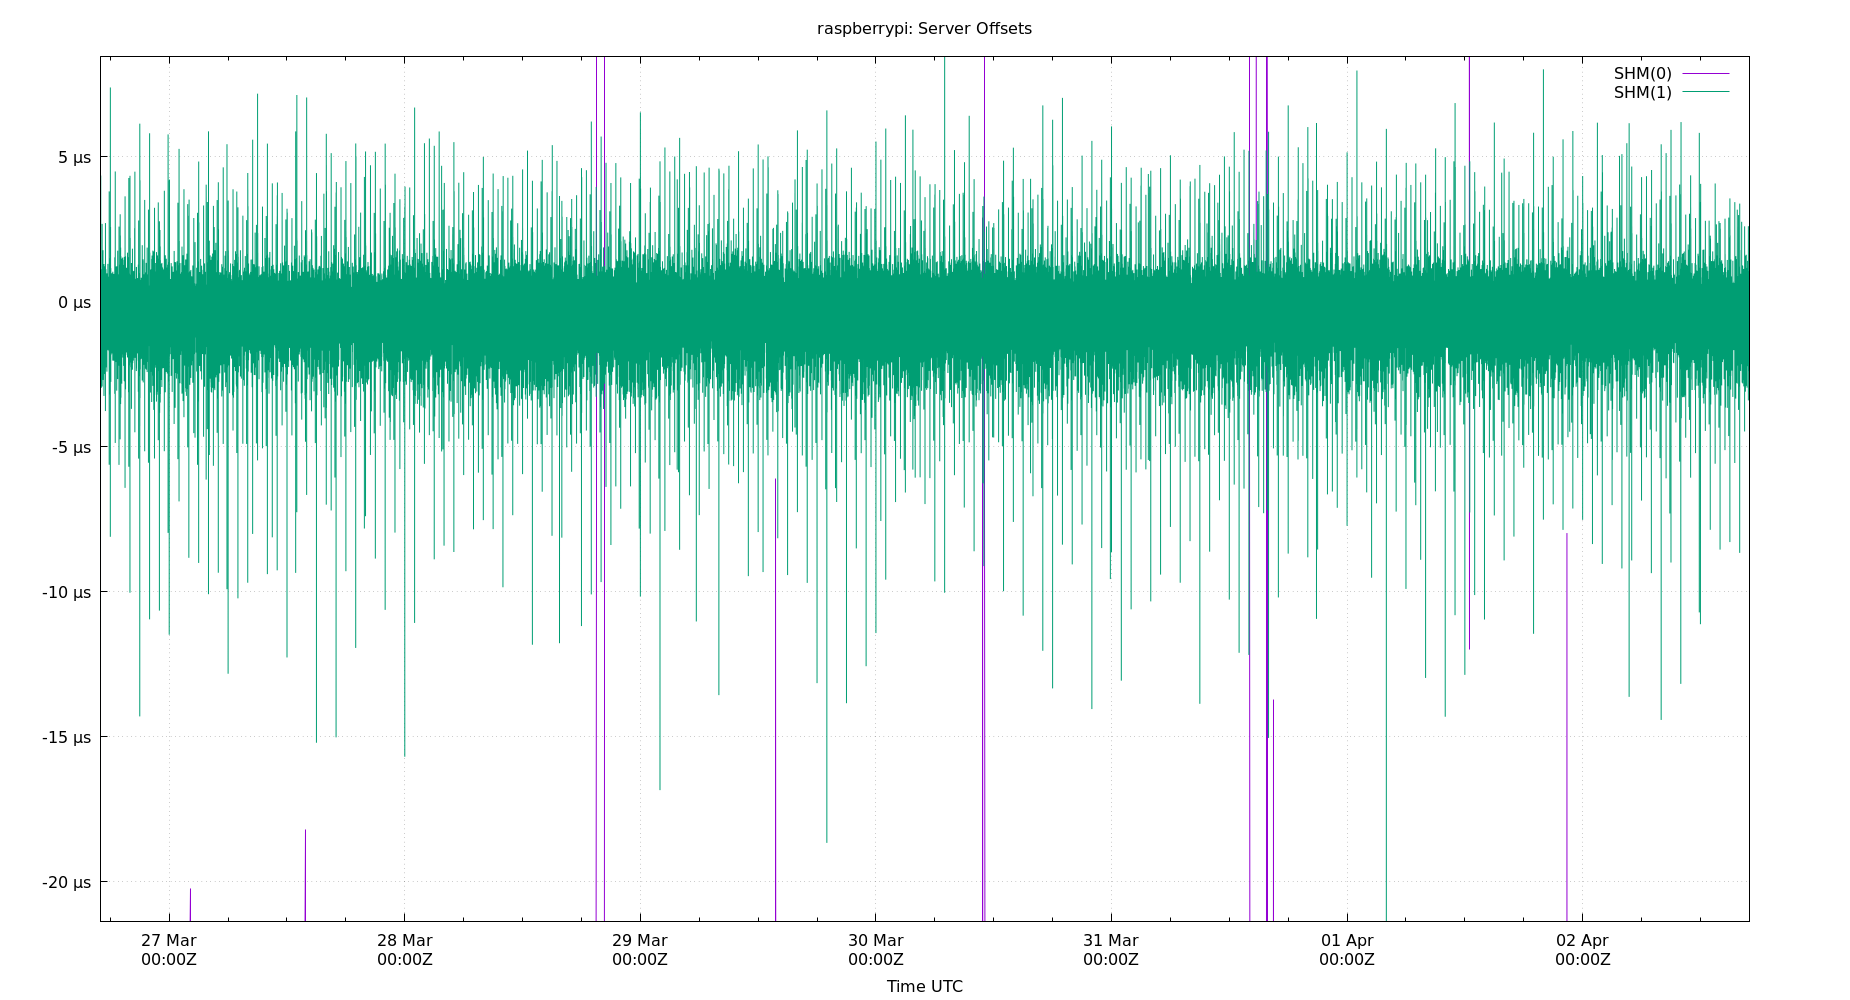 raspberrypi: Server Offsets
SHM(0)
SHM(1)
5 µs
0 µs
-5 µs
-10 µs
-15 µs
-20 µs
27 Mar 28 Mar 29 Mar 30 Mar 31 Mar 01 Apr 02 Apr
00:00Z 00:00Z 00:00Z 00:00Z 00:00Z 00:00Z 00:00Z
Time UTC